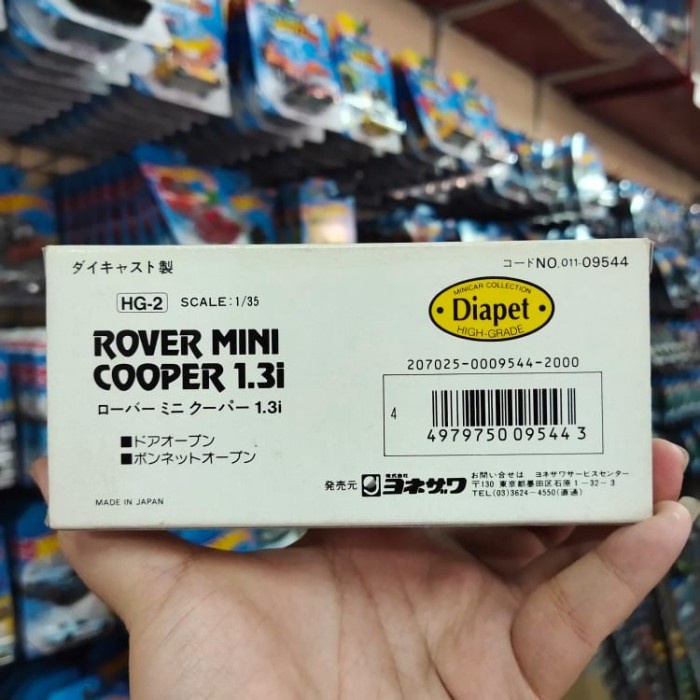 ダイキャスト製
コードNO.011-09544
HG-2 SCALE:1/35
ROVER MINI
COOPER 1.3i
ローバー ミニ クーパー 1.3i
MINICAR COLLECTION
Diapet
HIGH-GRADE
207025-0009544-2000
4
4979750 09544 3
■ドアオープン
■ボンネットオープン
MADE IN JAPAN
発売元 株式会社 ヨネザワ
お問い合せは ヨネザワサービスセンター
〒130 東京都墨田区石原1-32-3
TEL(03)3624-4550(直通)